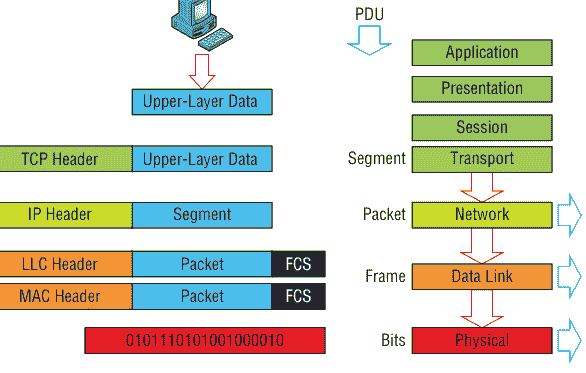 PDU
Application
Presentation
Upper-Layer Data
Session
TCP Header Upper-Layer Data Segment Transport
IP Header Segment Packet Network
LLC Header Packet FCS
Frame Data Link
MAC Header Packet FCS
0101110101001000010 Bits Physical